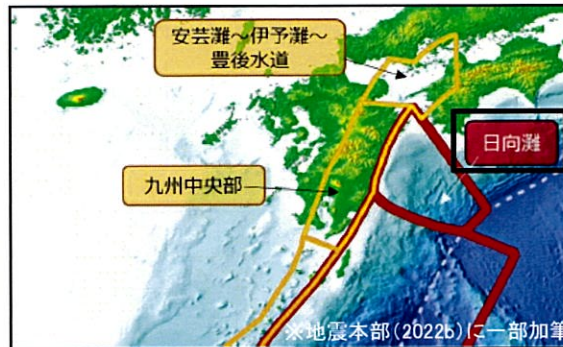 安芸灘～伊予灘～
豊後水道
日向灘
九州中央部
※地震本部(2022b)に一部加筆